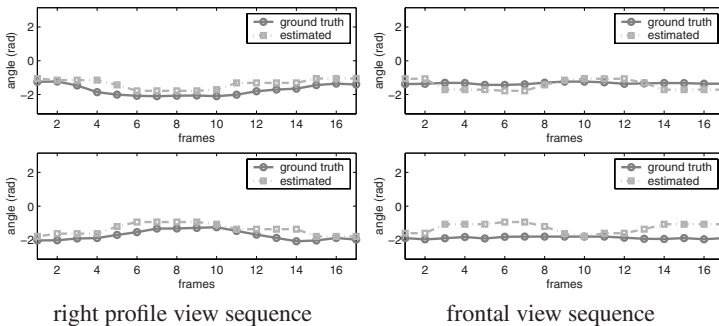 2
0
−2
angle (rad)
ground truth
estimated
2 4 6 8 10 12 14 16
frames
2
0
−2
angle (rad)
ground truth
estimated
2 4 6 8 10 12 14 16
frames
2
0
−2
angle (rad)
ground truth
estimated
2 4 6 8 10 12 14 16
frames
2
0
−2
angle (rad)
ground truth
estimated
2 4 6 8 10 12 14 16
frames
right profile view sequence
frontal view sequence